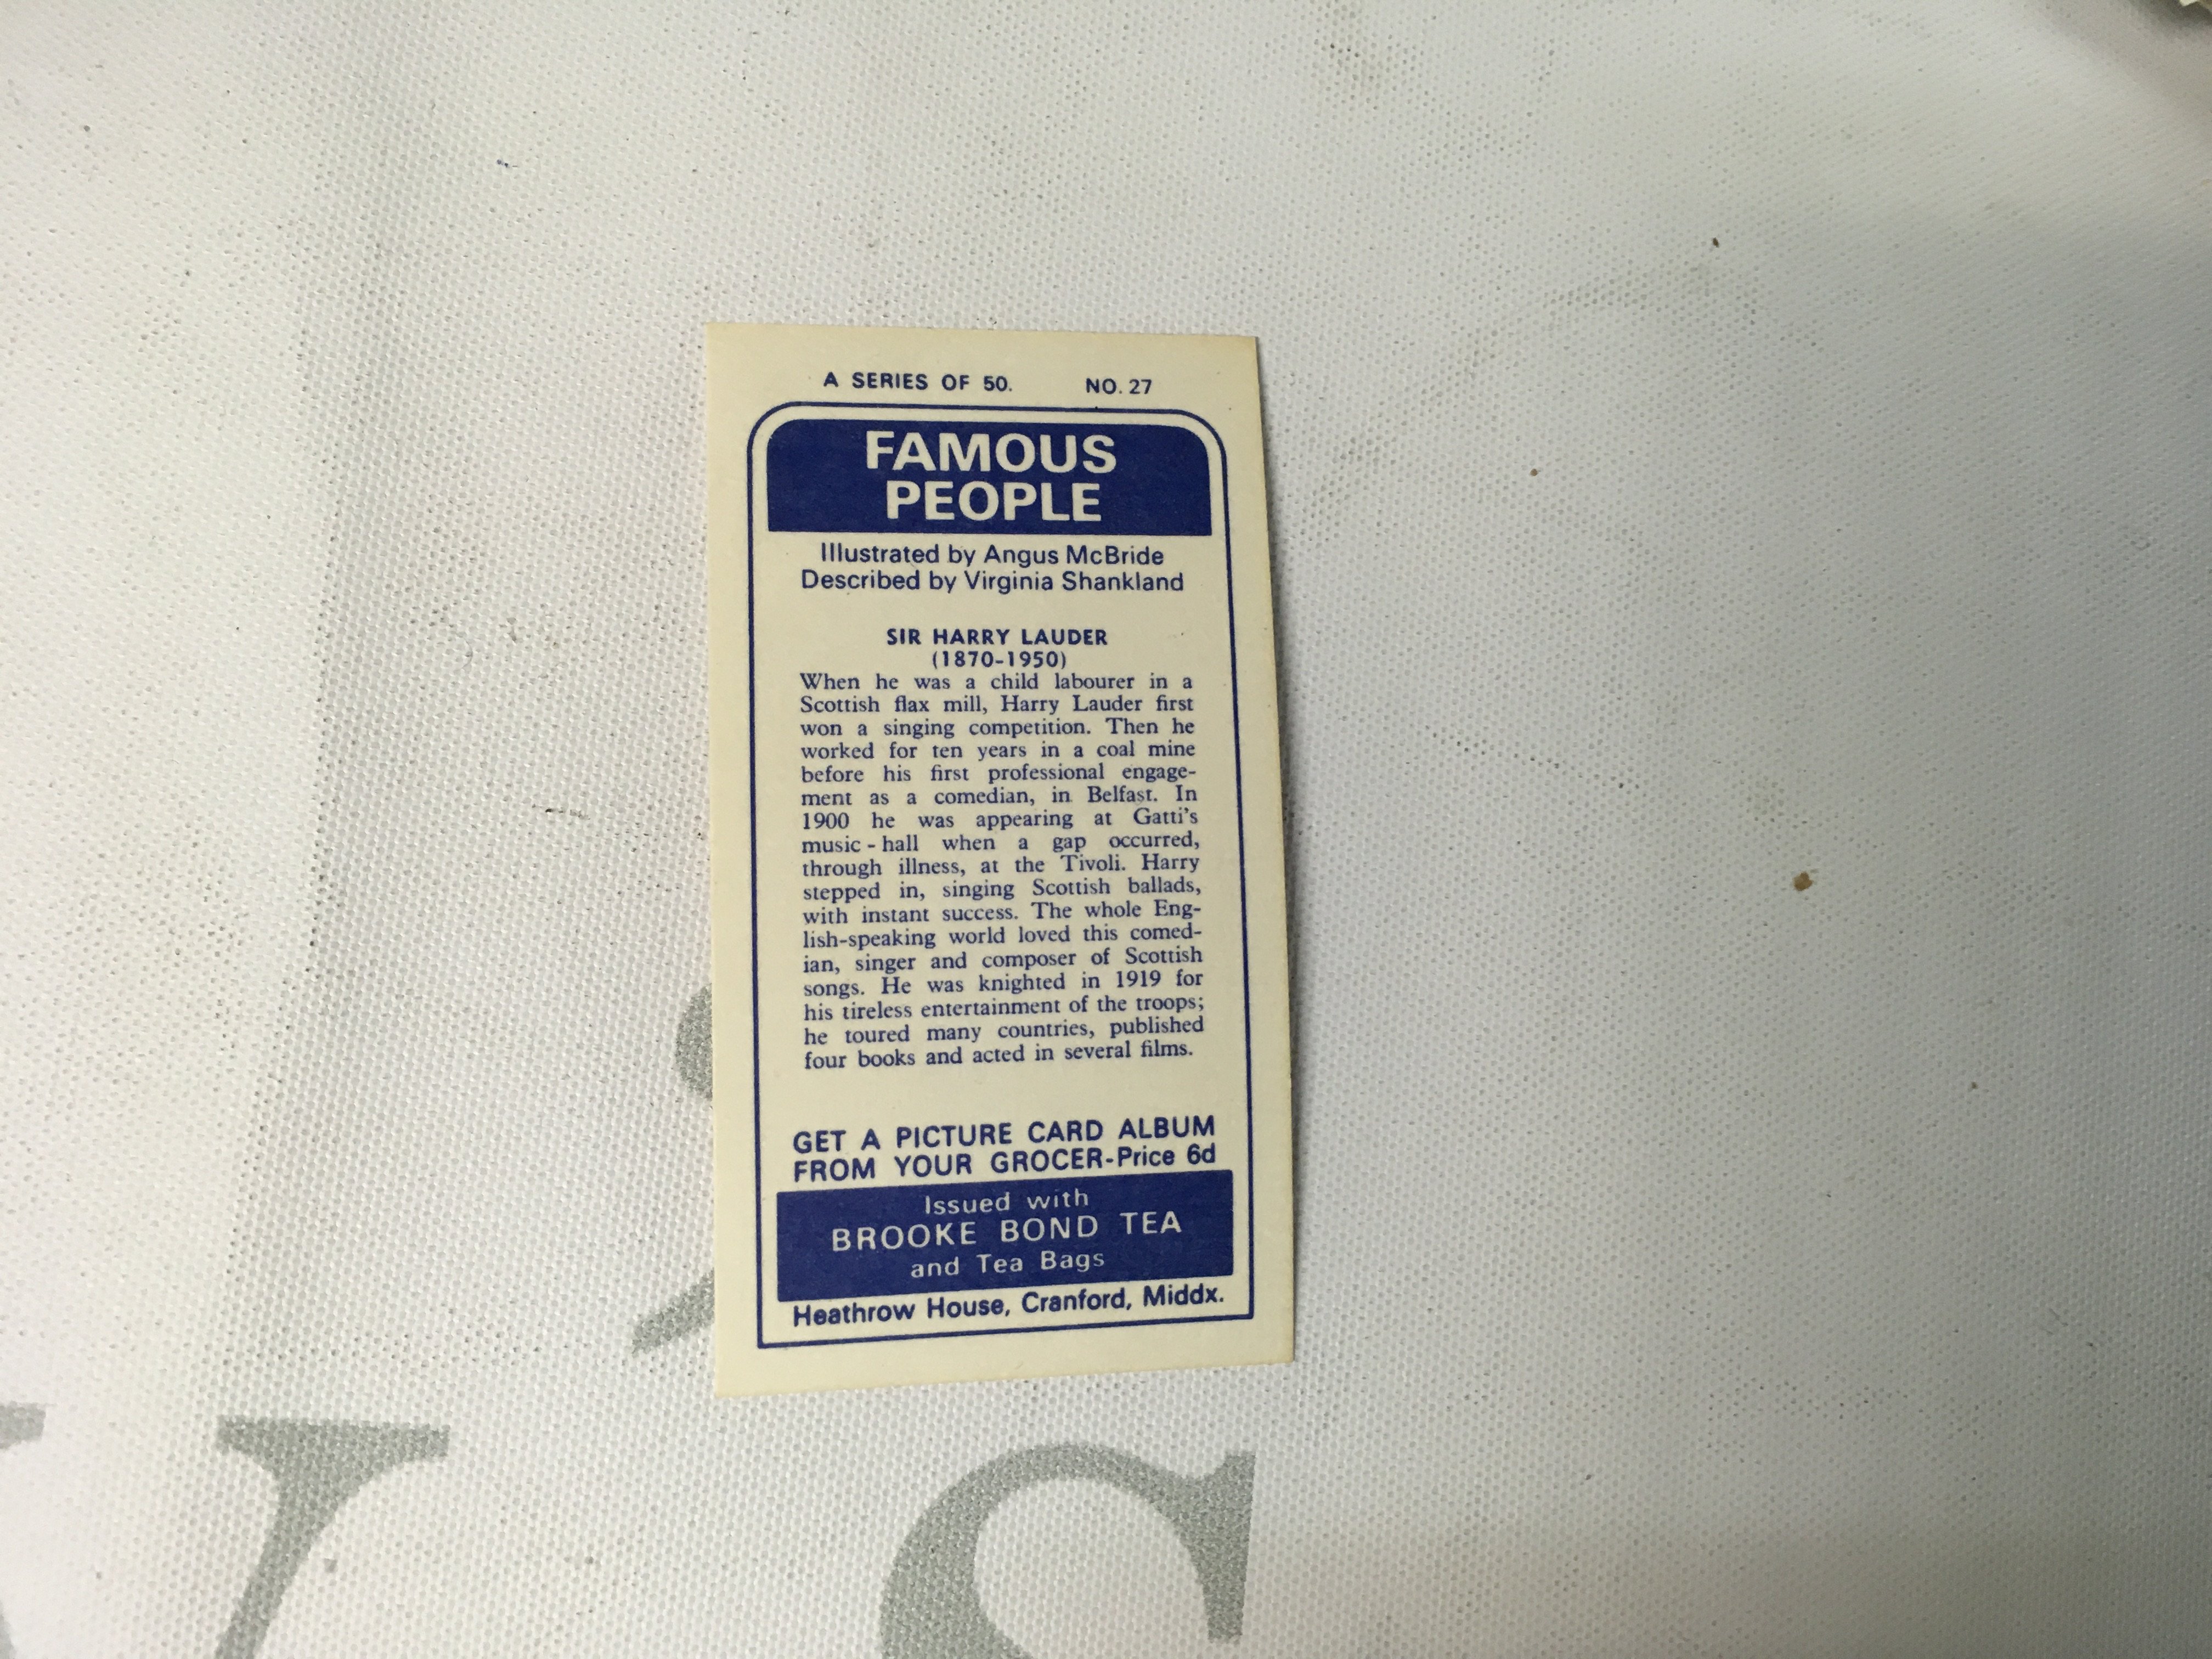 A SERIES OF 50. NO. 27
FAMOUS
PEOPLE
Illustrated by Angus McBride
Described by Virginia Shankland
SIR HARRY LAUDER
(1870-1950)
When he was a child labourer in a
Scottish flax mill, Harry Lauder first
won a singing competition. Then he
worked for ten years in a coal mine
before his first professional engage-
ment as a comedian, in Belfast. In
1900 he was appearing at Gatti's
music-hall when a gap occurred,
through illness, at the Tivoli. Harry
stepped in, singing Scottish ballads,
with instant success. The whole Eng-
lish-speaking world loved this comed-
ian, singer and composer of Scottish
songs. He was knighted in 1919 for
his tireless entertainment of the troops;
he toured many countries, published
four books and acted in several films.
GET A PICTURE CARD ALBUM
FROM YOUR GROCER-Price 6d
Issued with
BROOKE BOND TEA
and Tea Bags
Heathrow House, Cranford, Middx.